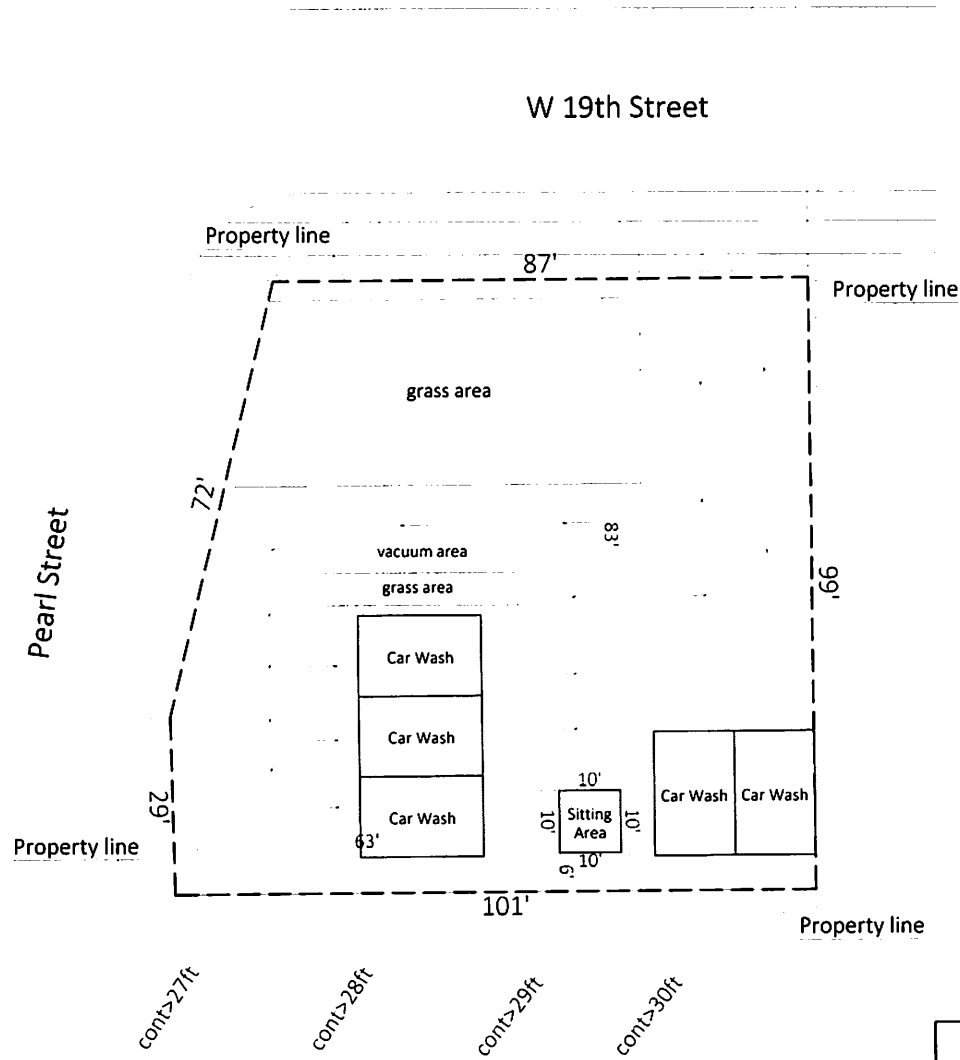 W 19th Street
Property line
87'
Property line
grass area
72'
Pearl Street
83'
vacuum area
grass area
99'
Car Wash
Car Wash
Car Wash
63'
10'
10'
Sitting
Area
10'
10'
6'
Car Wash
Car Wash
29'
Property line
101'
Property line
cont>27ft
cont>28ft
cont>29ft
cont>30ft